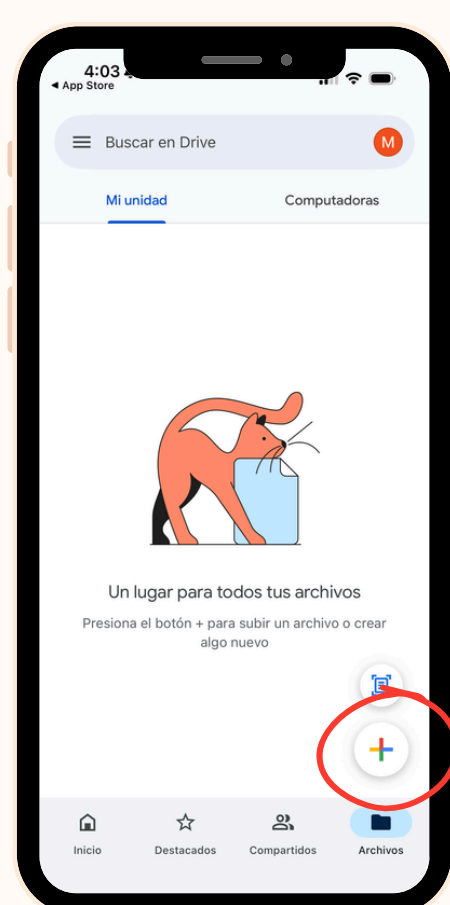 4:03
◀ App Store
Buscar en Drive
M
Mi unidad
Computadoras
Un lugar para todos tus archivos
Presiona el botón + para subir un archivo o crear
algo nuevo
Inicio
Destacados
Compartidos
Archivos